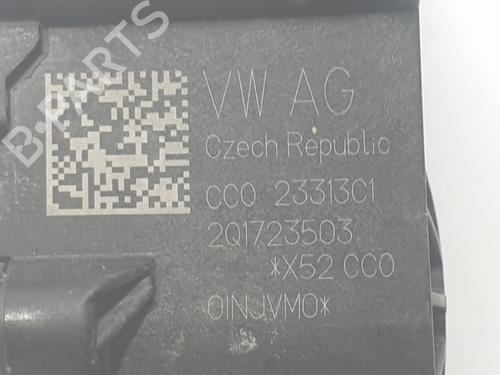 B-PARTS
VW AG
Czech Republic
CC0 23313C1
2Q1723503
*X52 CC0
0INJVM0*